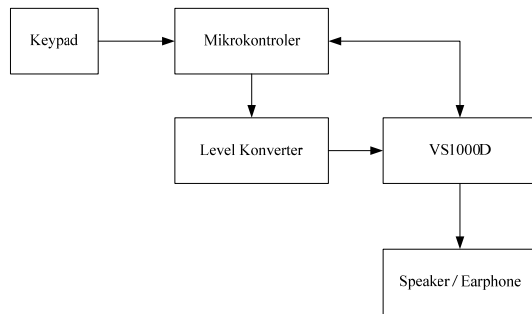 Keypad
Mikrokontroler
Level Konverter
VS1000D
Speaker / Earphone